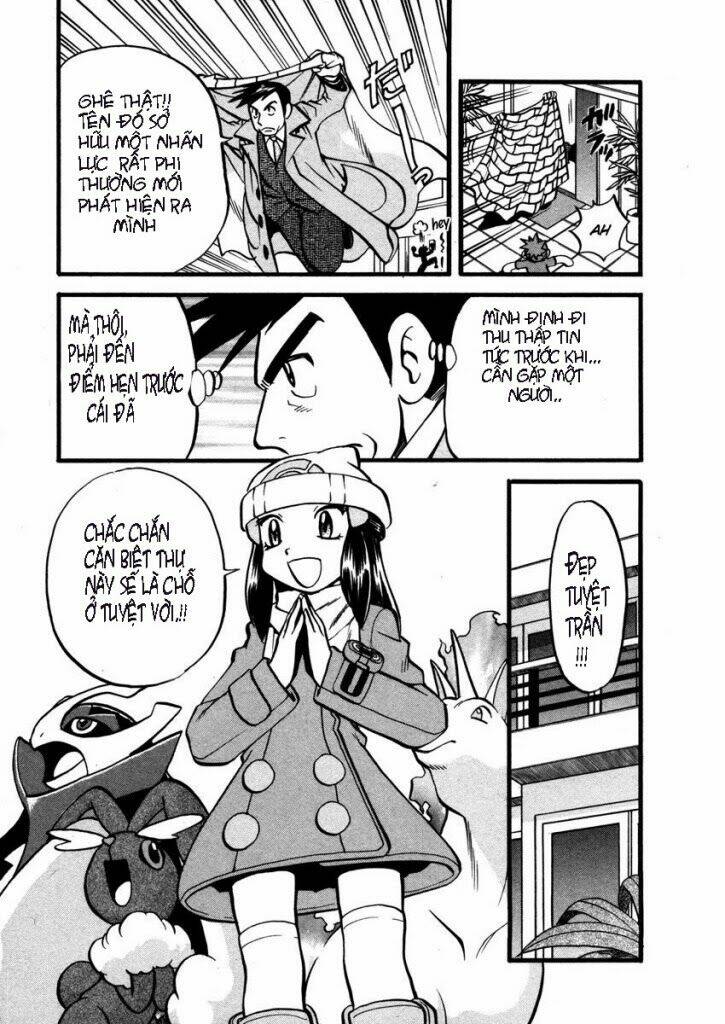 AH
GHÊ THẬT!!
TÊN ĐÓ SỞ
HỮU MỘT NHÃN
LỰC RẤT PHI
THƯỜNG MỚI
PHÁT HIỆN RA
MÌNH
hey
MÌNH ĐỊNH ĐI
THU THẬP TIN
TỨC TRƯỚC KHI...
CẦN GẶP MỘT
NGƯỜI..
MÀ THÔI,
PHẢI ĐẾN
ĐIỂM HẸN TRƯỚC
CÁI ĐÃ
ĐẸP
TUYỆT
TRẦN
!!!
CHẮC CHẮN
CĂN BIỆT THỰ
NÀY SẼ LÀ CHỖ
Ở TUYỆT VỜI.!!